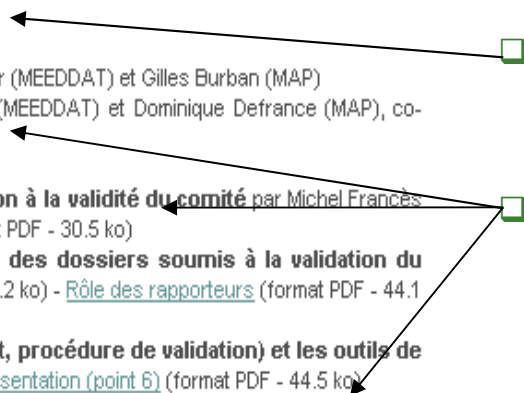 r (MEEDDAT) et Gilles Burban (MAP)
(MEEDDAT) et Dominique Defrance (MAP), co-
on à la validité du comité par Michel Francès
t PDF - 30.5 ko)
des dossiers soumis à la validation du
.2 ko) - Rôle des rapporteurs (format PDF - 44.1
t, procédure de validation) et les outils de
sentation (point 6) (format PDF - 44.5 ko)